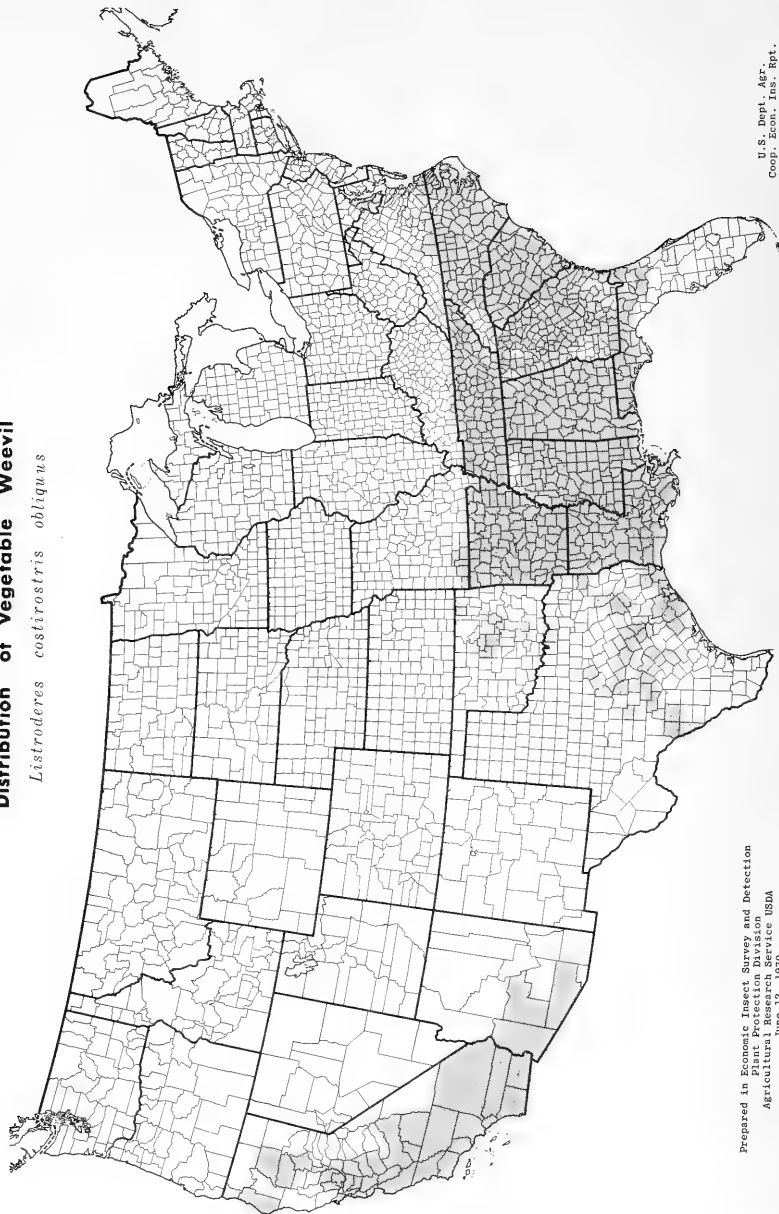 Distribution of Vegetable Weevil
Listroderes costirostris obliquus
U.S. Dept. Agr.
Coop. Econ. Ins. Rpt.
Prepared in Economic Insect Survey and Detection
Plant Protection Division
Agricultural Research Service USDA